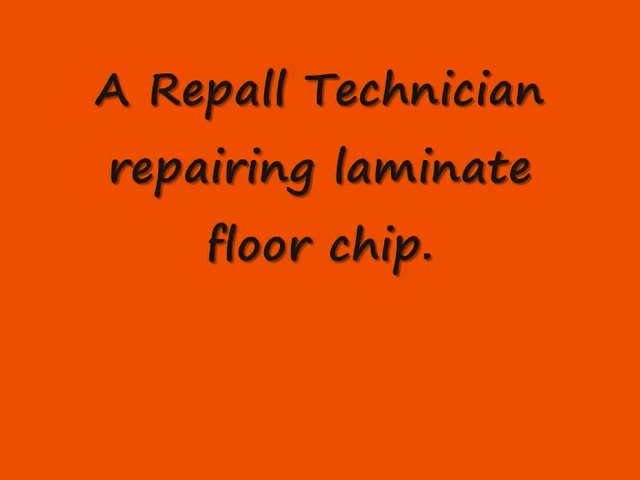 A Repall Technician
repairing laminate
floor chip.